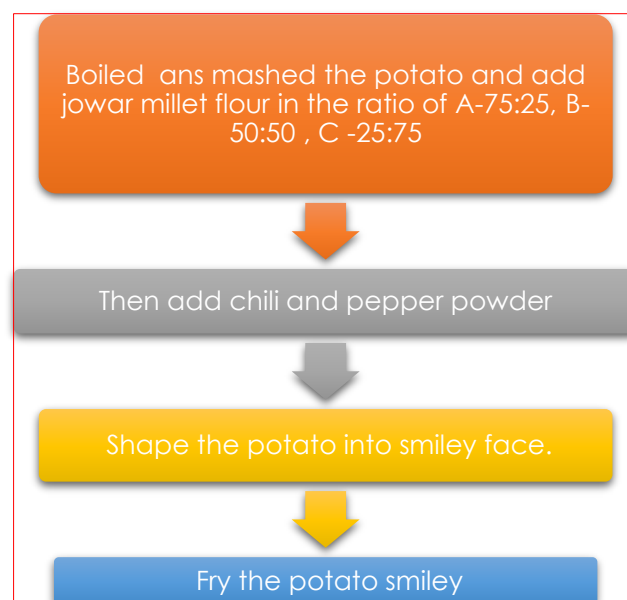 Boiled  ans mashed the potato and add
jowar millet flour in the ratio of A-75:25, B-
50:50 , C -25:75
Then add chili and pepper powder
Shape the potato into smiley face.
Fry the potato smiley